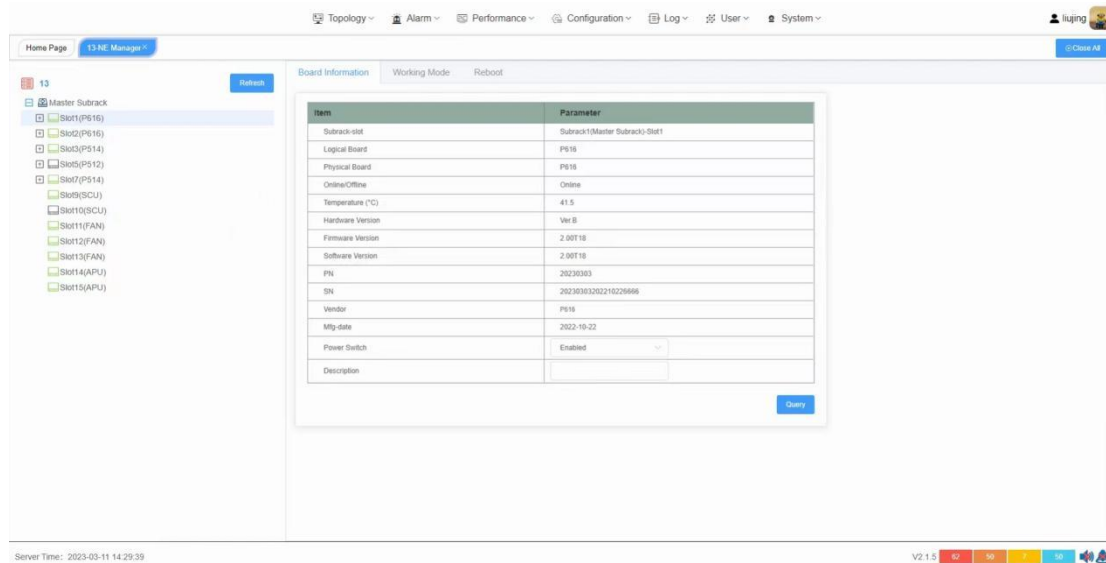 Topology Alarm Performance Configuration Log User System liujing
Home Page 13-NE Manager × Close All
13 Refresh
Master Subrack
Slot1(P616)
Slot2(P616)
Slot3(P514)
Slot5(P512)
Slot7(P514)
Slot9(SCU)
Slot10(SCU)
Slot11(FAN)
Slot12(FAN)
Slot13(FAN)
Slot14(APU)
Slot15(APU)
Board Information Working Mode Reboot
Item Parameter
Subrack-slot Subrack1(Master Subrack)-Slot1
Logical Board P616
Physical Board P616
Online/Offline Online
Temperature (°C) 41.5
Hardware Version Ver.B
Firmware Version 2.00T18
Software Version 2.00T18
PN 20230303
SN 20230303202210226666
Vendor P616
Mfg-date 2022-10-22
Power Switch Enabled
Description
Query
Server Time: 2023-03-11 14:29:39 V2.1.5 62 50 7 50